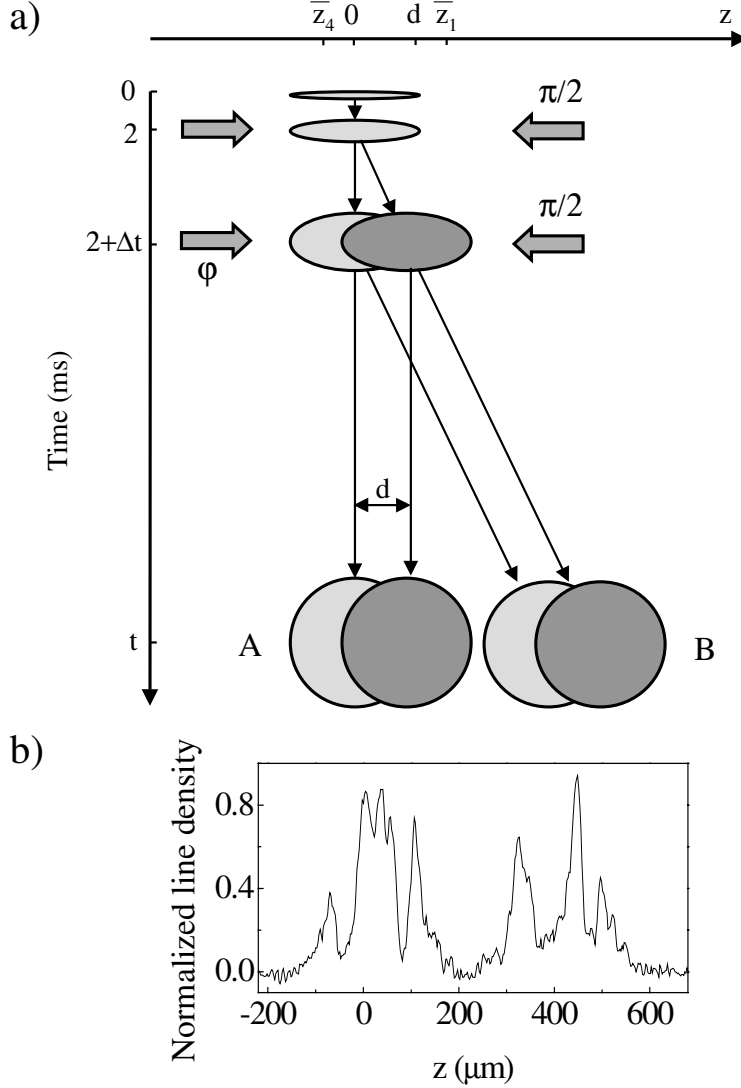 a)
z̄₄ 0 d z̄₁ z
0
π/2
2
π/2
2+Δt
φ
Time (ms)
d
A
B
t
b)
Normalized line density
0.8
0.4
0.0
-200 0 200 400 600
z (μm)